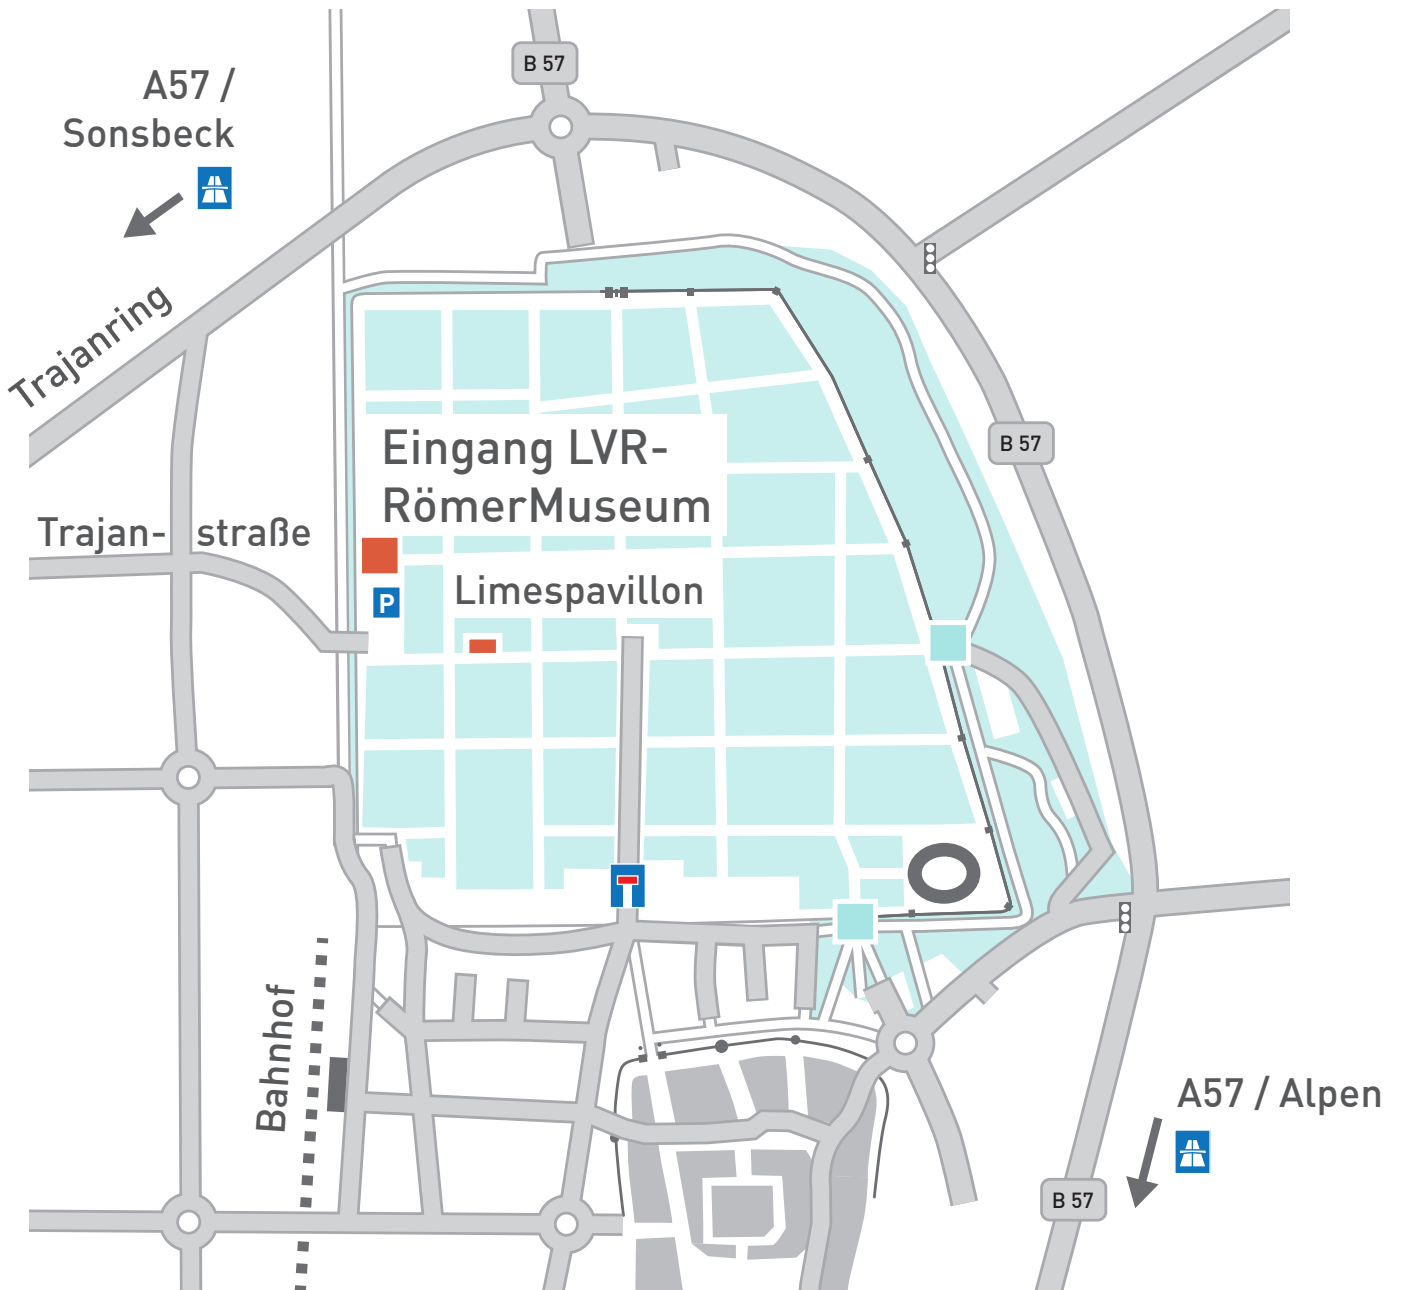 B 57
A57 /
Sonsbeck
Trajanring
Eingang LVR-
RömerMuseum
B 57
Trajan- straße
Limespavillon
P
Bahnhof
A57 / Alpen
B 57